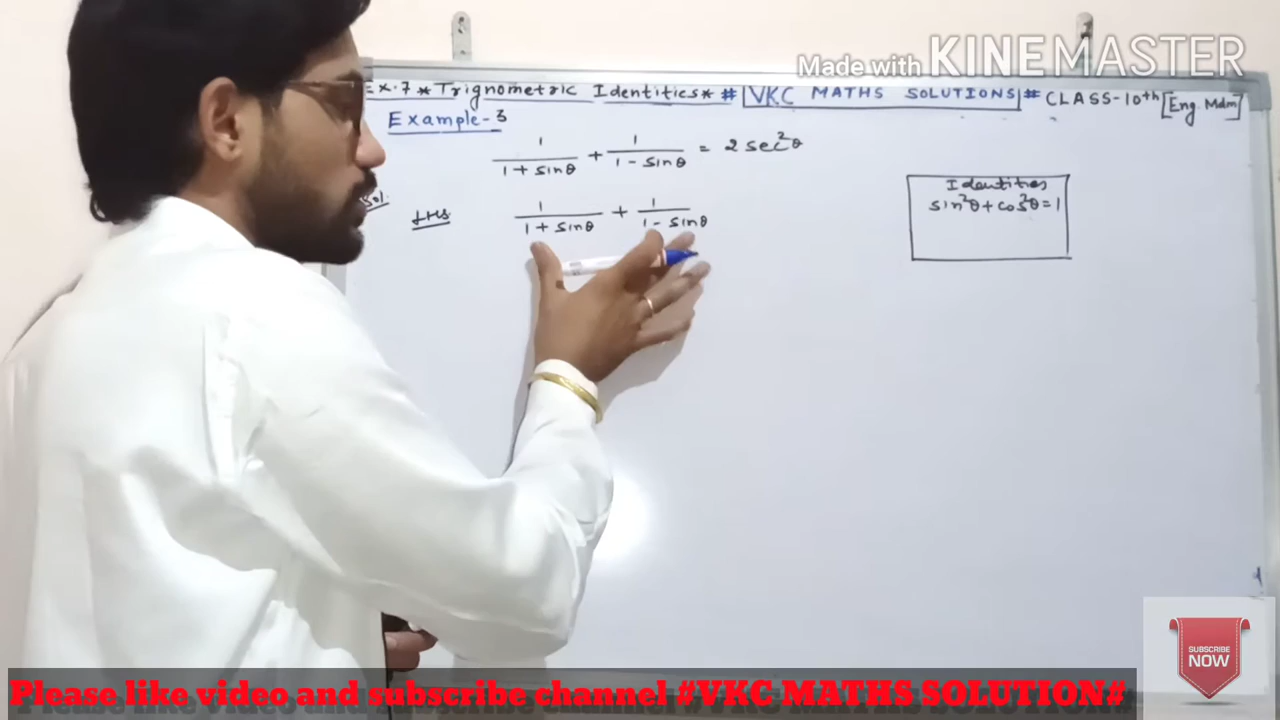 Made with KINEMASTER
Ex.7 * Trignometric Identities * # VKC MATHS SOLUTIONS # CLASS-10th [Eng. Mdm]
Example-3
1/(1 + sinθ) + 1/(1 - sinθ) = 2 sec²θ
Sol.
LHS 1/(1 + sinθ) + 1/(1 - sinθ)
Identities
sin²θ + cos²θ = 1
SUBSCRIBE
NOW
Please like video and subscribe channel #VKC MATHS SOLUTION#